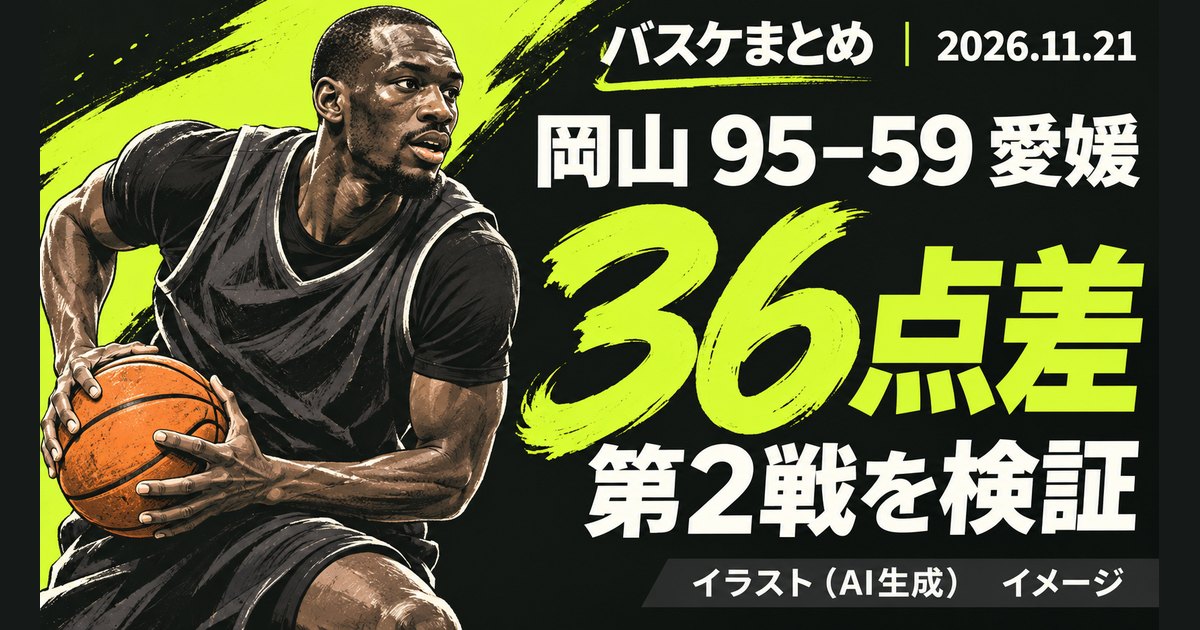 バスケまとめ | 2026.11.21
岡山 95-59 愛媛
36点差
第2戦を検証
イラスト（AI生成） イメージ